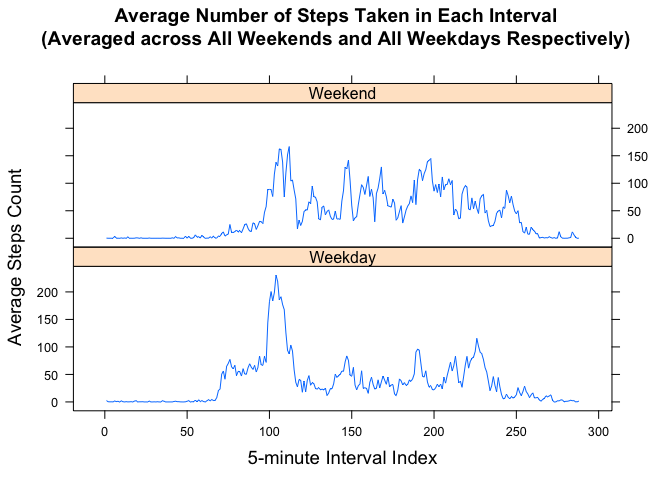 Average Number of Steps Taken in Each Interval
(Averaged across All Weekends and All Weekdays Respectively)
Weekend
200
150
100
50
0
Weekday
200
150
100
50
0
Average Steps Count
0 50 100 150 200 250 300
5-minute Interval Index